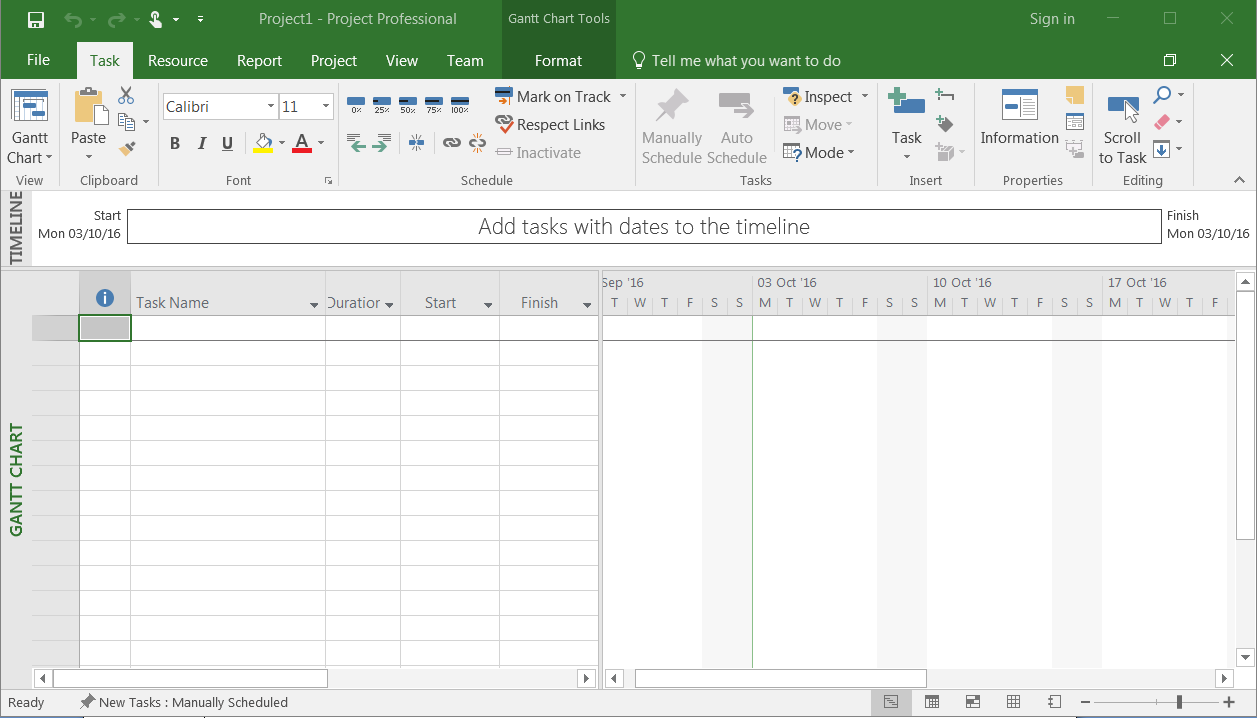 Project1 - Project Professional
Gantt Chart Tools
Sign in
File Task Resource Report Project View Team Format Tell me what you want to do
Gantt Chart
Paste
Calibri 11
B I U A
0% 25% 50% 75% 100%
Mark on Track
Respect Links
Inactivate
Manually Schedule
Auto Schedule
Inspect
Move
Mode
Task
Information
Scroll to Task
View Clipboard Font Schedule Tasks Insert Properties Editing
TIMELINE
Start
Mon 03/10/16
Add tasks with dates to the timeline
Finish
Mon 03/10/16
Task Name Duration Start Finish
Sep '16 03 Oct '16 10 Oct '16 17 Oct '16
T W T F S S M T W T F S S M T W T F S S M T W T F
GANTT CHART
Ready New Tasks : Manually Scheduled